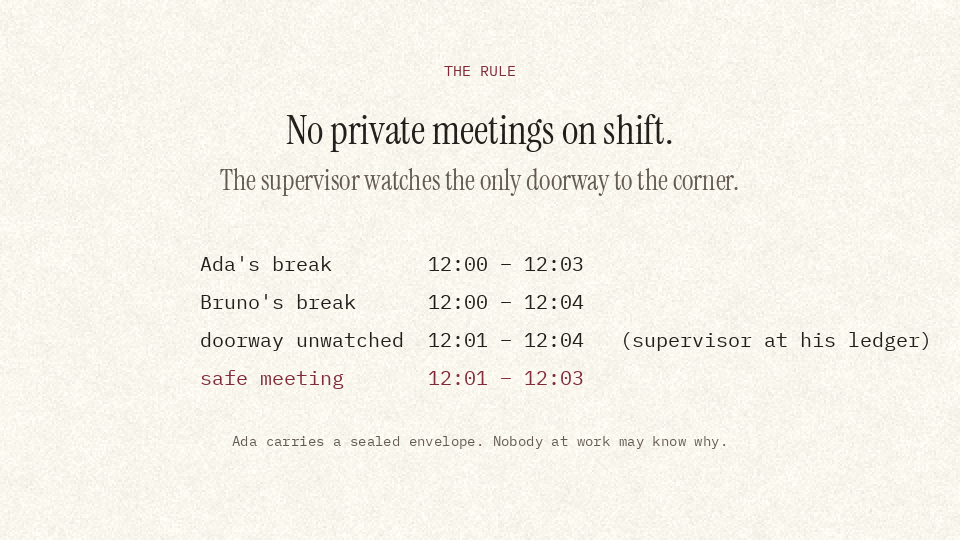 THE RULE
No private meetings on shift.
The supervisor watches the only doorway to the corner.
Ada's break 12:00 – 12:03
Bruno's break 12:00 – 12:04
doorway unwatched 12:01 – 12:04 (supervisor at his ledger)
safe meeting 12:01 – 12:03
Ada carries a sealed envelope. Nobody at work may know why.